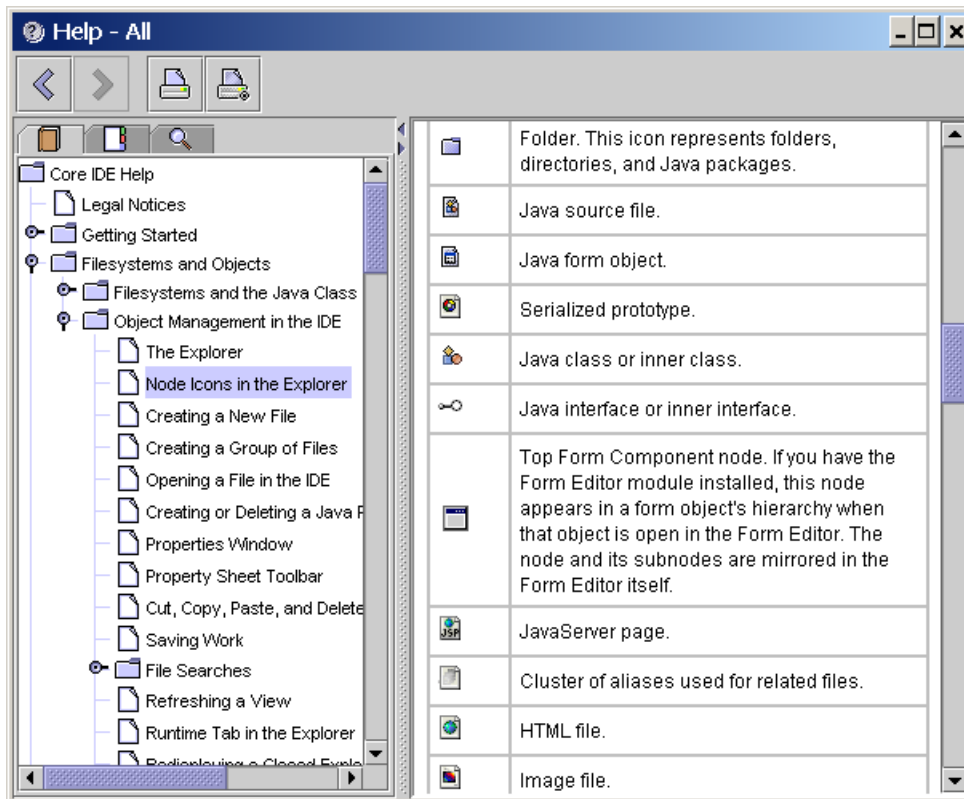 Help - All
Core IDE Help
Legal Notices
Getting Started
Filesystems and Objects
Filesystems and the Java Class
Object Management in the IDE
The Explorer
Node Icons in the Explorer
Creating a New File
Creating a Group of Files
Opening a File in the IDE
Creating or Deleting a Java
Properties Window
Property Sheet Toolbar
Cut, Copy, Paste, and Delete
Saving Work
File Searches
Refreshing a View
Runtime Tab in the Explorer
Folder. This icon represents folders,
directories, and Java packages.
Java source file.
Java form object.
Serialized prototype.
Java class or inner class.
Java interface or inner interface.
Top Form Component node. If you have the
Form Editor module installed, this node
appears in a form object's hierarchy when
that object is open in the Form Editor. The
node and its subnodes are mirrored in the
Form Editor itself.
JSP
JavaServer page.
Cluster of aliases used for related files.
HTML file.
Image file.